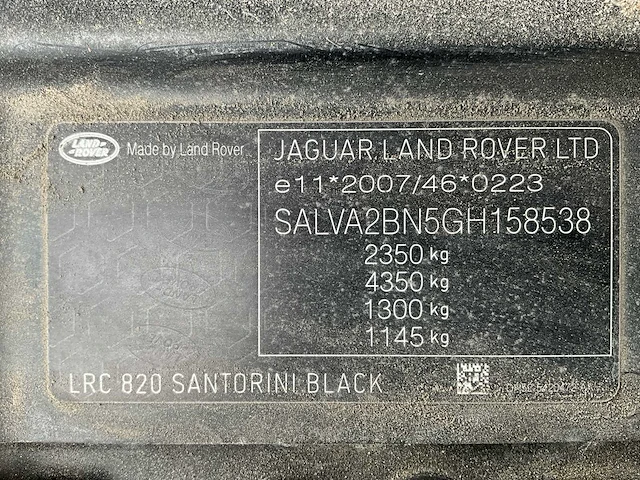 LAND-
-ROVER
Made by Land Rover
JAGUAR LAND ROVER LTD
e11*2007/46*0223
SALVA2BN5GH158538
2350 kg
4350 kg
1300 kg
1145 kg
LRC 820 SANTORINI BLACK